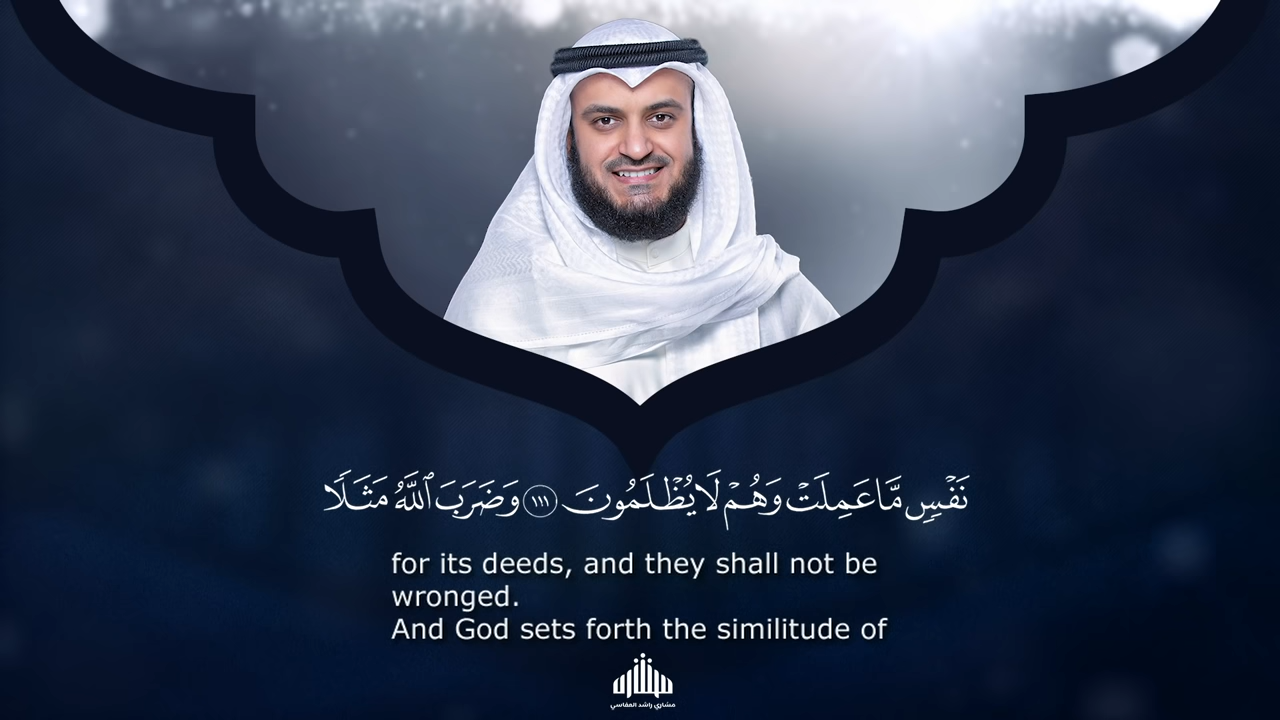 نَفْسٍ مَّا عَمِلَتْ وَهُمْ لَا يُظْلَمُونَ ١١١ وَضَرَبَ ٱللَّهُ مَثَلًا
for its deeds, and they shall not be
wronged.
And God sets forth the similitude of
مشاري راشد العفاسي